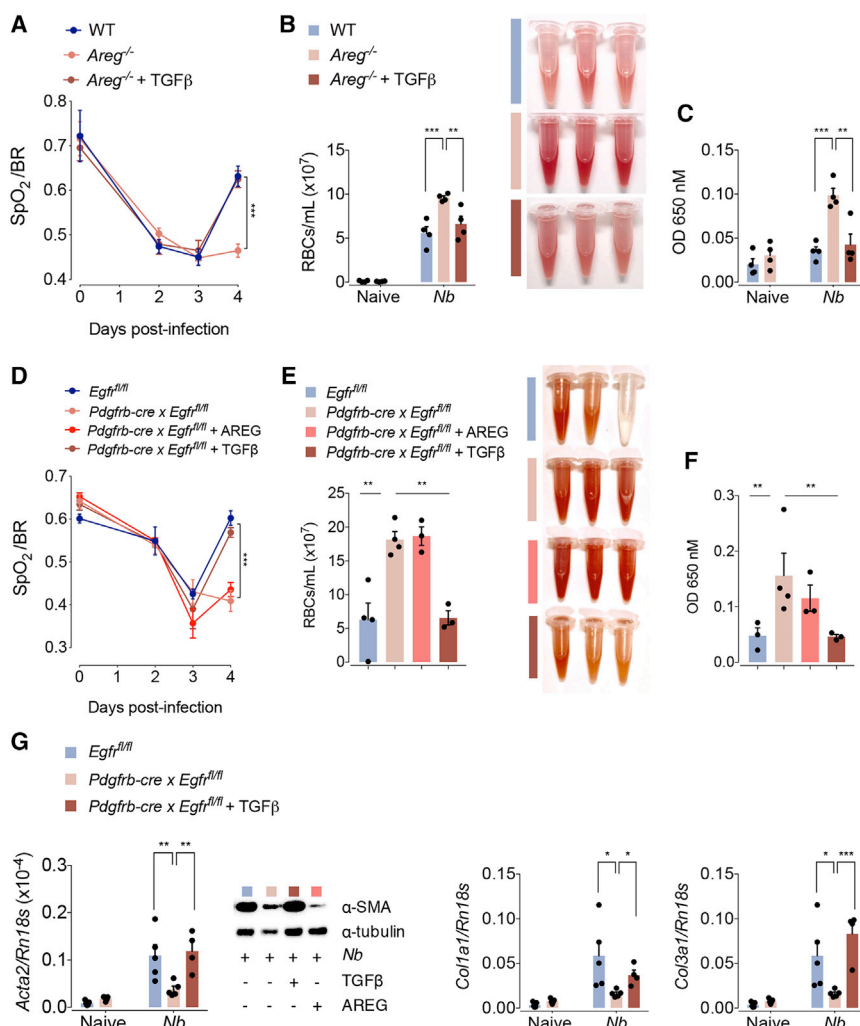 A
WT
Areg-/-
Areg-/- + TGFβ
0.8
0.7
0.6
0.5
0.4
SpO2/BR
***
0 1 2 3 4
Days post-infection
B
WT
Areg-/-
Areg-/- + TGFβ
*** **
15
10
5
0
RBCs/mL (x10^7)
Naive Nb
C
*** **
0.15
0.10
0.05
0.00
OD 650 nM
Naive Nb
D
Egfrfl/fl
Pdgfrb-cre x Egfrfl/fl
Pdgfrb-cre x Egfrfl/fl + AREG
Pdgfrb-cre x Egfrfl/fl + TGFβ
0.7
0.6
0.5
0.4
0.3
SpO2/BR
***
0 1 2 3 4
Days post-infection
E
Egfrfl/fl
Pdgfrb-cre x Egfrfl/fl
Pdgfrb-cre x Egfrfl/fl + AREG
Pdgfrb-cre x Egfrfl/fl + TGFβ
** **
25
20
15
10
5
0
RBCs/mL (x10^7)
F
** **
0.3
0.2
0.1
0.0
OD 650 nM
G
Egfrfl/fl
Pdgfrb-cre x Egfrfl/fl
Pdgfrb-cre x Egfrfl/fl + TGFβ
** **
0.3
0.2
0.1
0.0
Acta2/Rn18s (x10^-4)
Naive Nb
α-SMA
α-tubulin
+ + + + Nb
- - + - TGFβ
- - - + AREG
* *
0.15
0.10
0.05
0.00
Col1a1/Rn18s
Naive Nb
* ***
0.15
0.10
0.05
0.00
Col3a1/Rn18s
Naive Nb